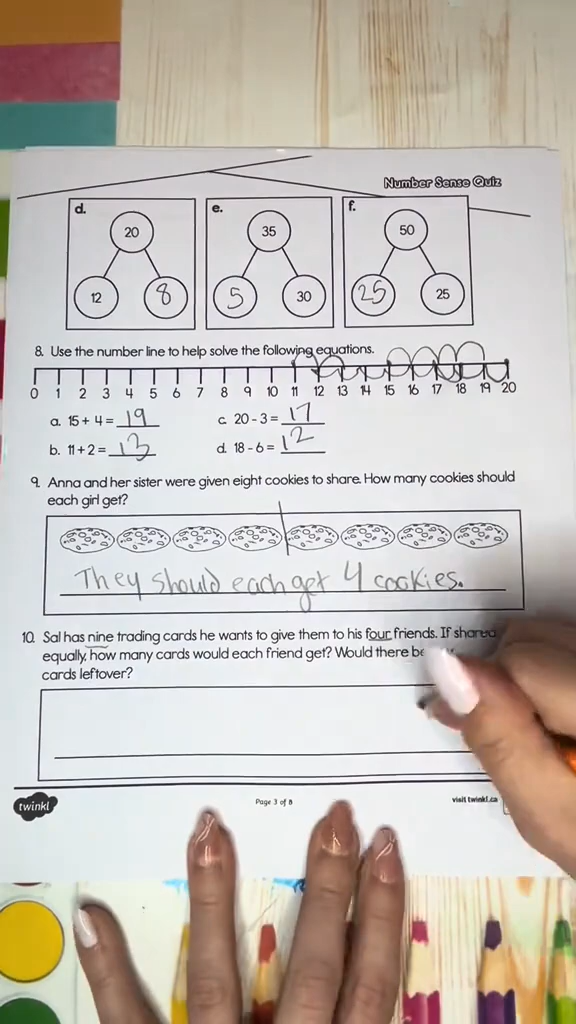 Number Sense Quiz
d. e. f.
20 35 50
12 8 5 30 25 25
8. Use the number line to help solve the following equations.
0 1 2 3 4 5 6 7 8 9 10 11 12 13 14 15 16 17 18 19 20
a. 15 + 4 = 19 c. 20 - 3 = 17
b. 11 + 2 = 13 d. 18 - 6 = 12
9. Anna and her sister were given eight cookies to share. How many cookies should
each girl get?
They should each get 4 cookies.
10. Sal has nine trading cards he wants to give them to his four friends. If shared
equally, how many cards would each friend get? Would there be
cards leftover?
twinkl
Page 3 of 8
visit twinkl.ca